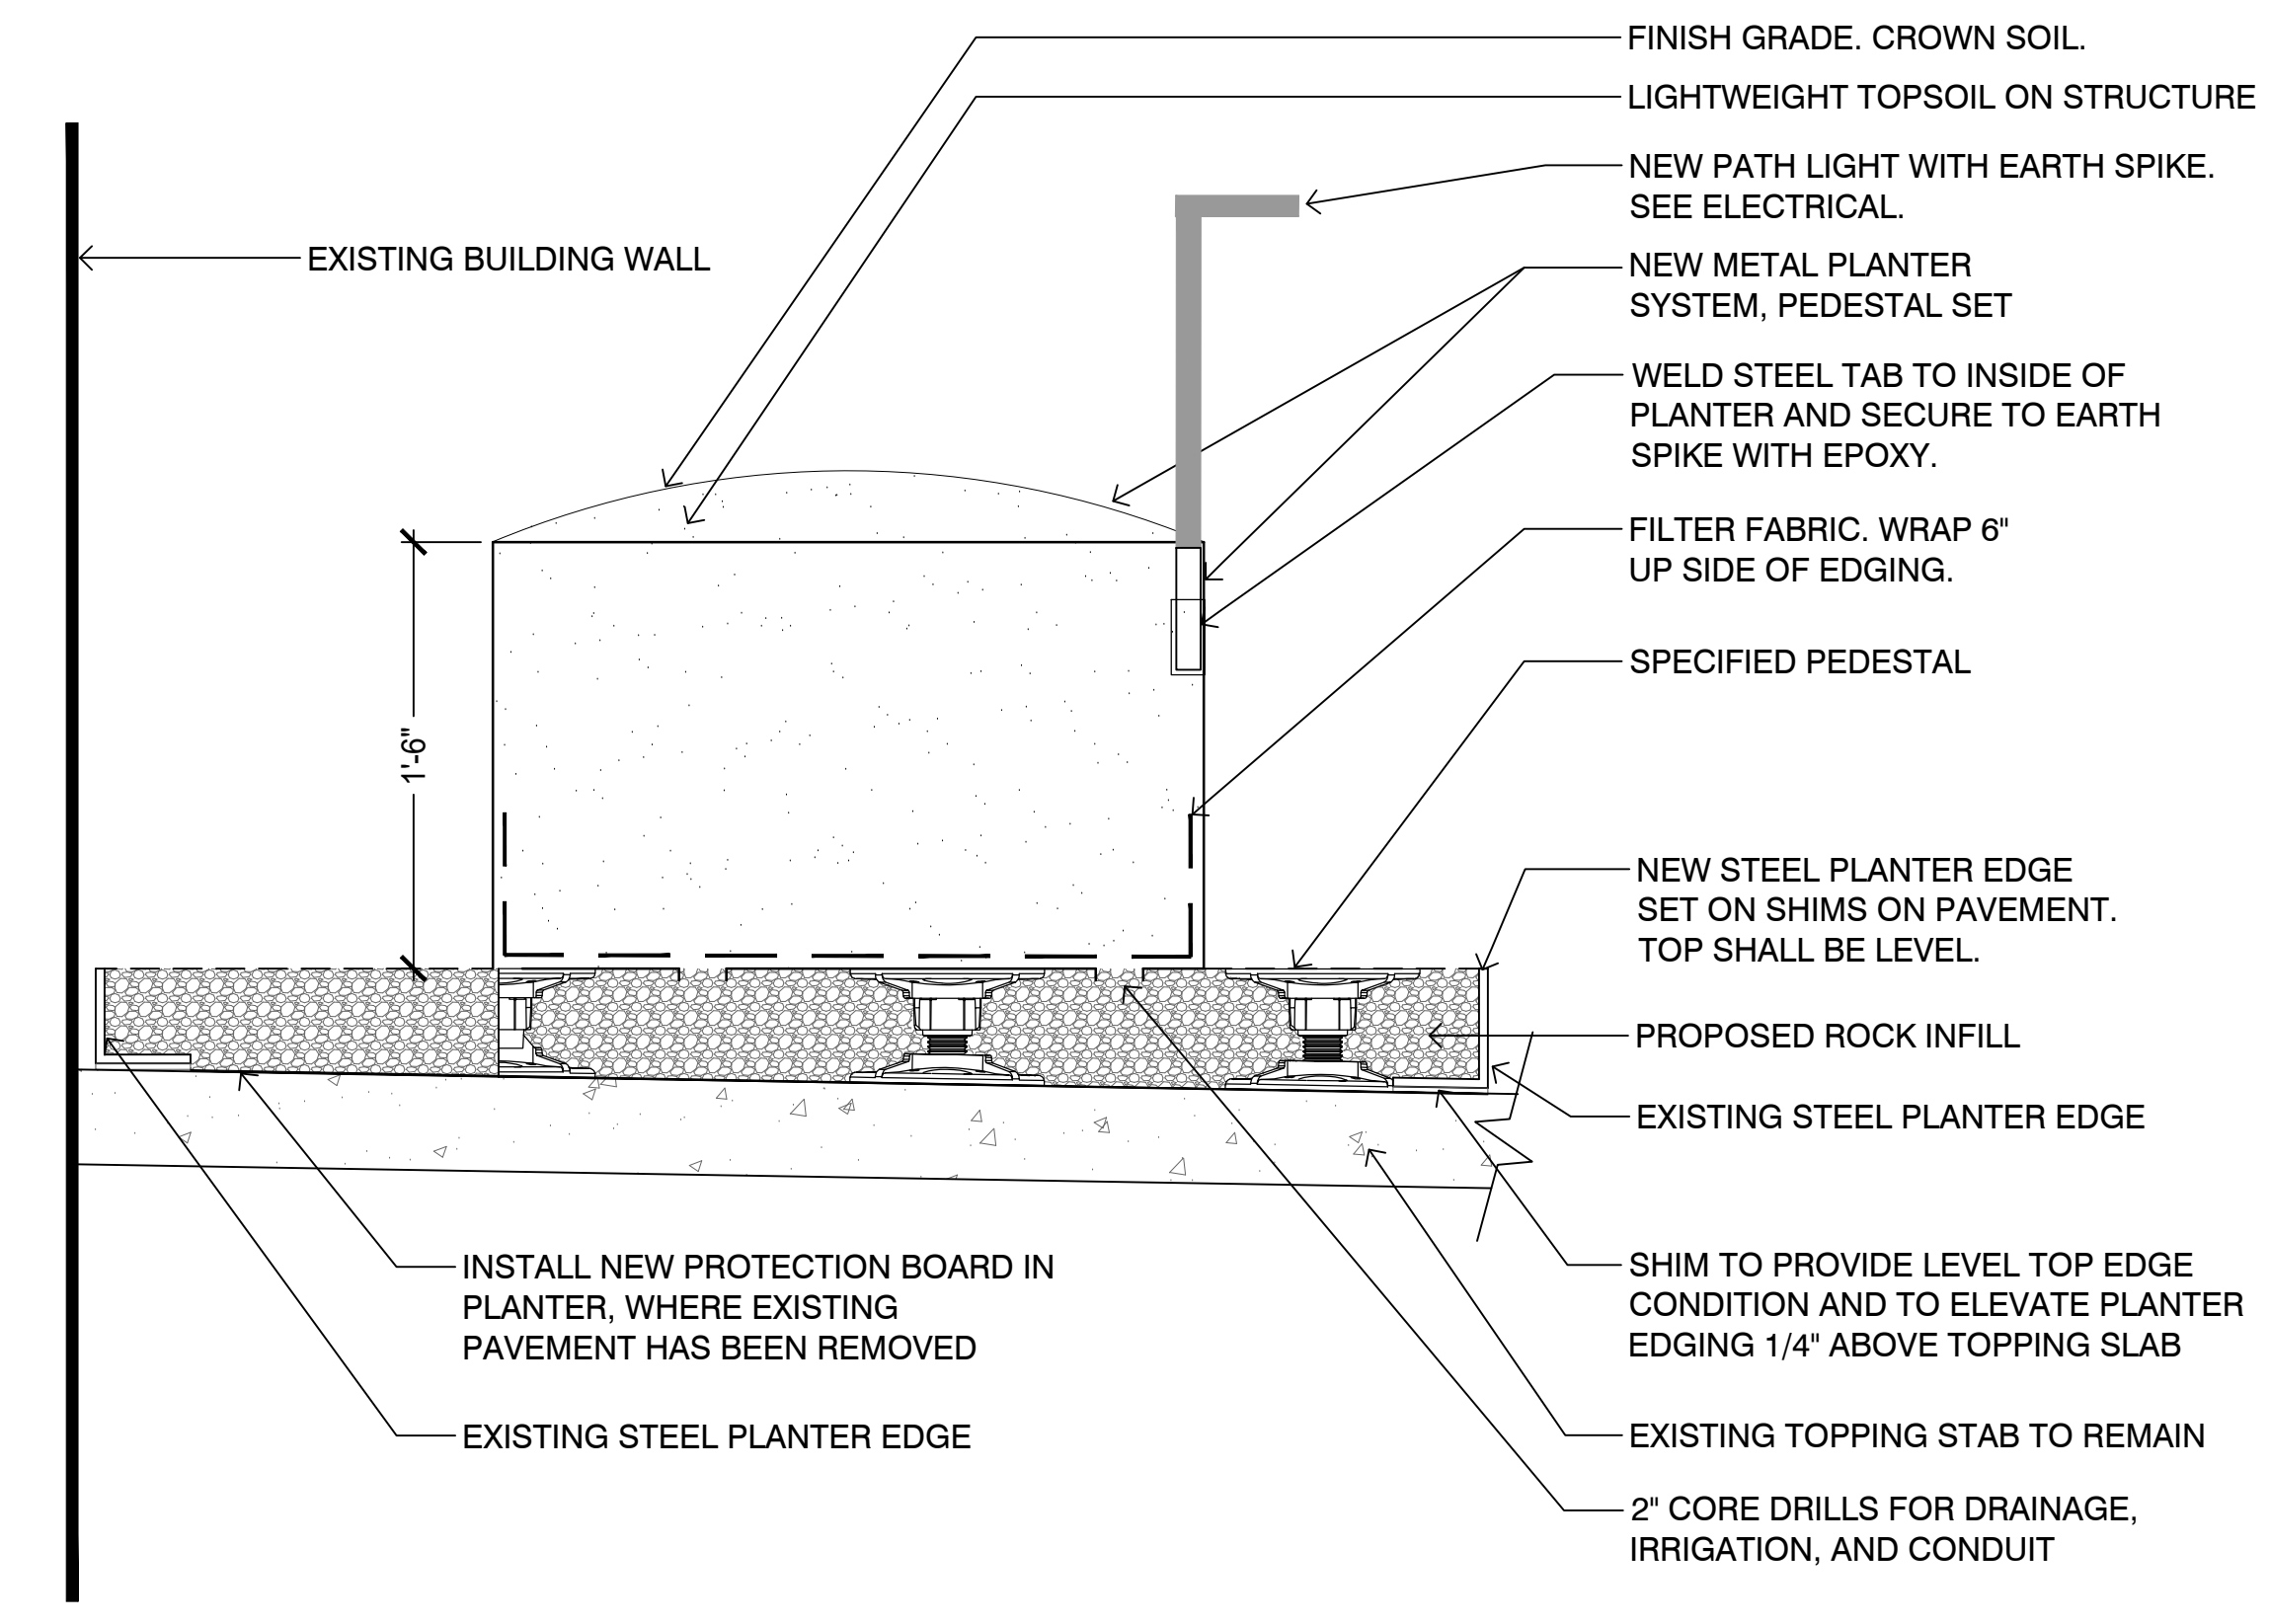 FINISH GRADE. CROWN SOIL.
LIGHTWEIGHT TOPSOIL ON STRUCTURE
NEW PATH LIGHT WITH EARTH SPIKE.
SEE ELECTRICAL.
EXISTING BUILDING WALL
NEW METAL PLANTER
SYSTEM, PEDESTAL SET
WELD STEEL TAB TO INSIDE OF
PLANTER AND SECURE TO EARTH
SPIKE WITH EPOXY.
FILTER FABRIC. WRAP 6"
UP SIDE OF EDGING.
SPECIFIED PEDESTAL
1'-6"
NEW STEEL PLANTER EDGE
SET ON SHIMS ON PAVEMENT.
TOP SHALL BE LEVEL.
PROPOSED ROCK INFILL
EXISTING STEEL PLANTER EDGE
INSTALL NEW PROTECTION BOARD IN
PLANTER, WHERE EXISTING
PAVEMENT HAS BEEN REMOVED
EXISTING STEEL PLANTER EDGE
SHIM TO PROVIDE LEVEL TOP EDGE
CONDITION AND TO ELEVATE PLANTER
EDGING 1/4" ABOVE TOPPING SLAB
EXISTING TOPPING STAB TO REMAIN
2" CORE DRILLS FOR DRAINAGE,
IRRIGATION, AND CONDUIT